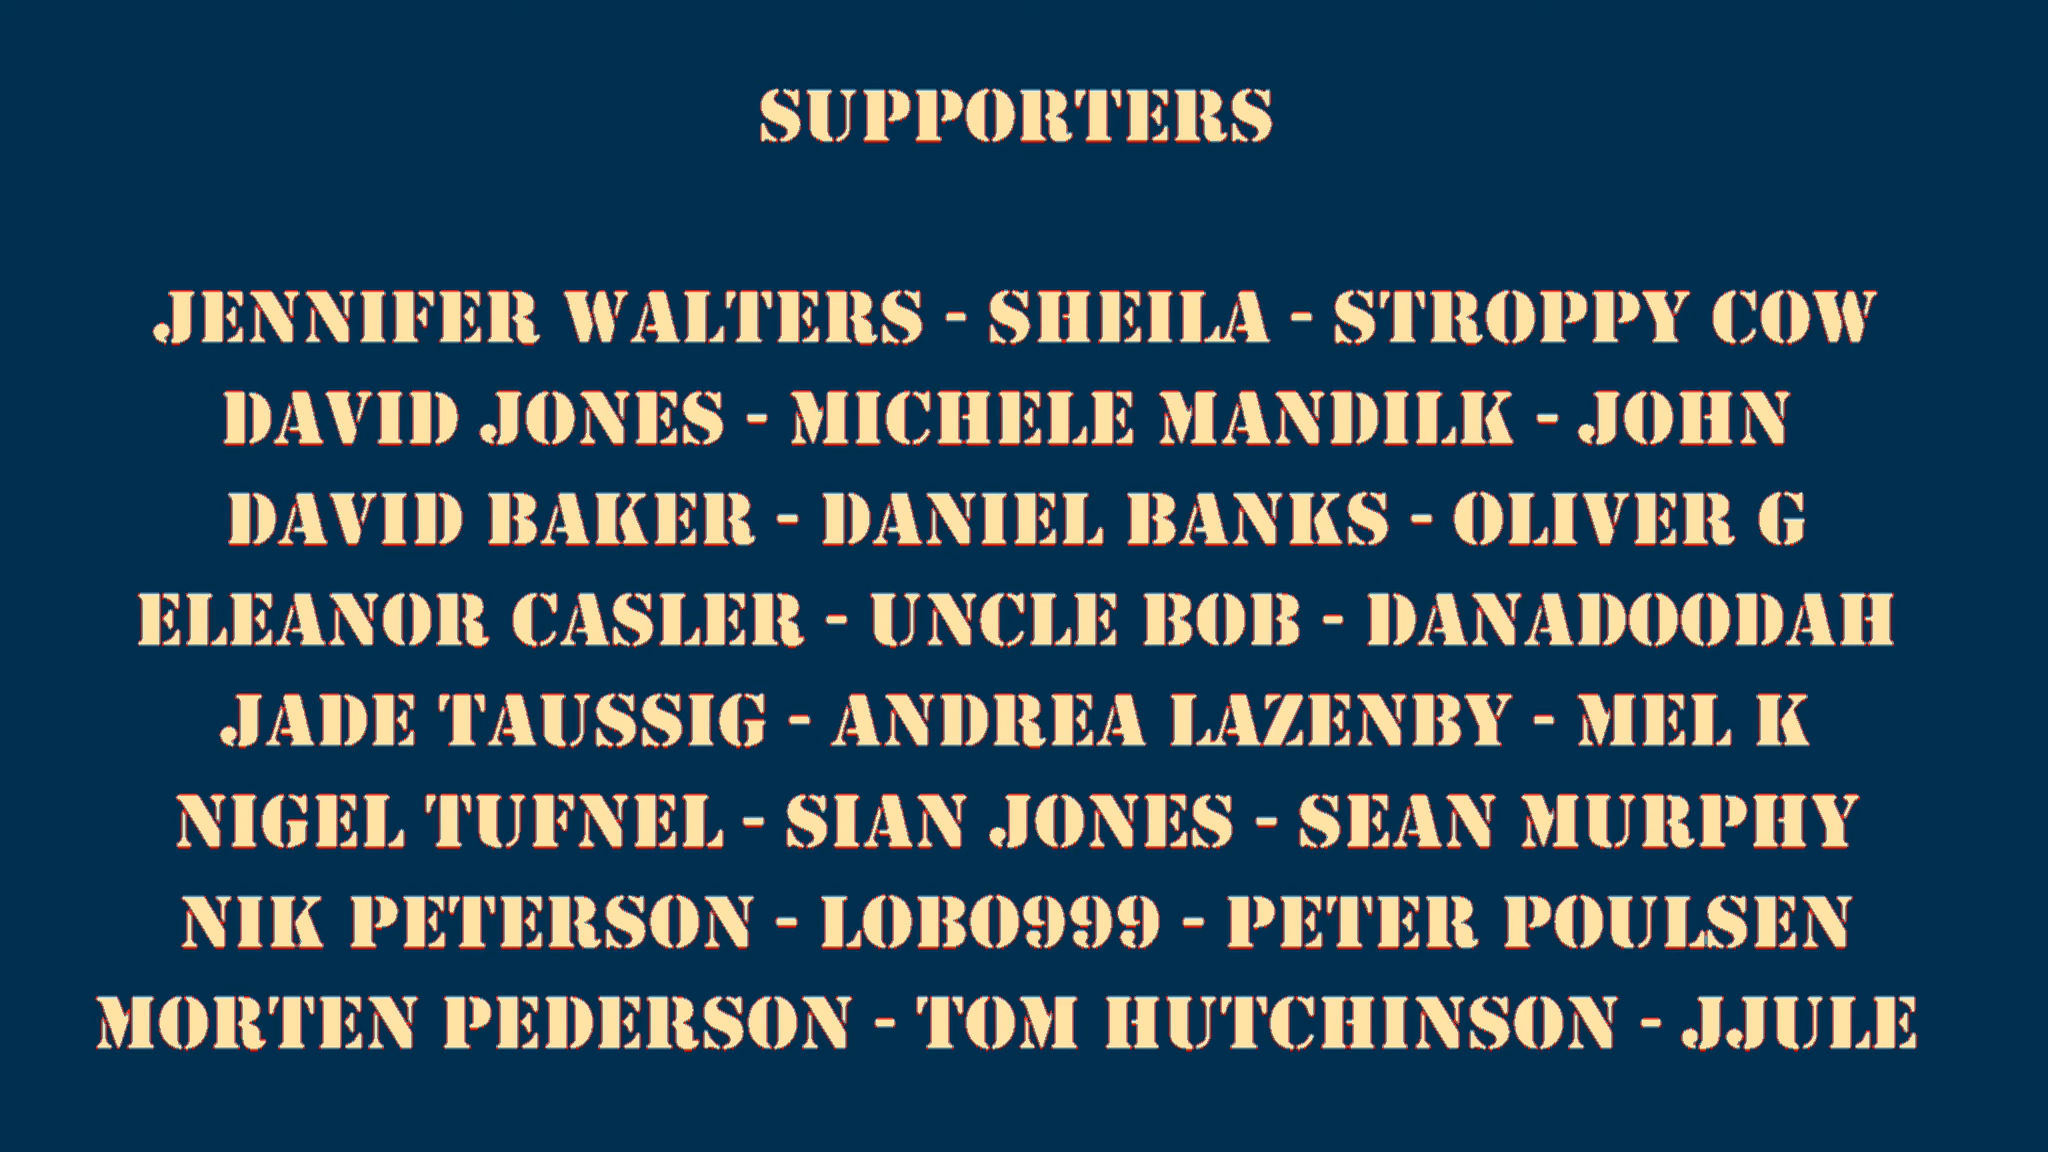 SUPPORTERS
JENNIFER WALTERS - SHEILA - STROPPY COW
DAVID JONES - MICHELE MANDILK - JOHN
DAVID BAKER - DANIEL BANKS - OLIVER G
ELEANOR CASLER - UNCLE BOB - DANADOODAH
JADE TAUSSIG - ANDREA LAZENBY - MEL K
NIGEL TUFNEL - SIAN JONES - SEAN MURPHY
NIK PETERSON - LOBO999 - PETER POULSEN
MORTEN PEDERSON - TOM HUTCHINSON - JJULE